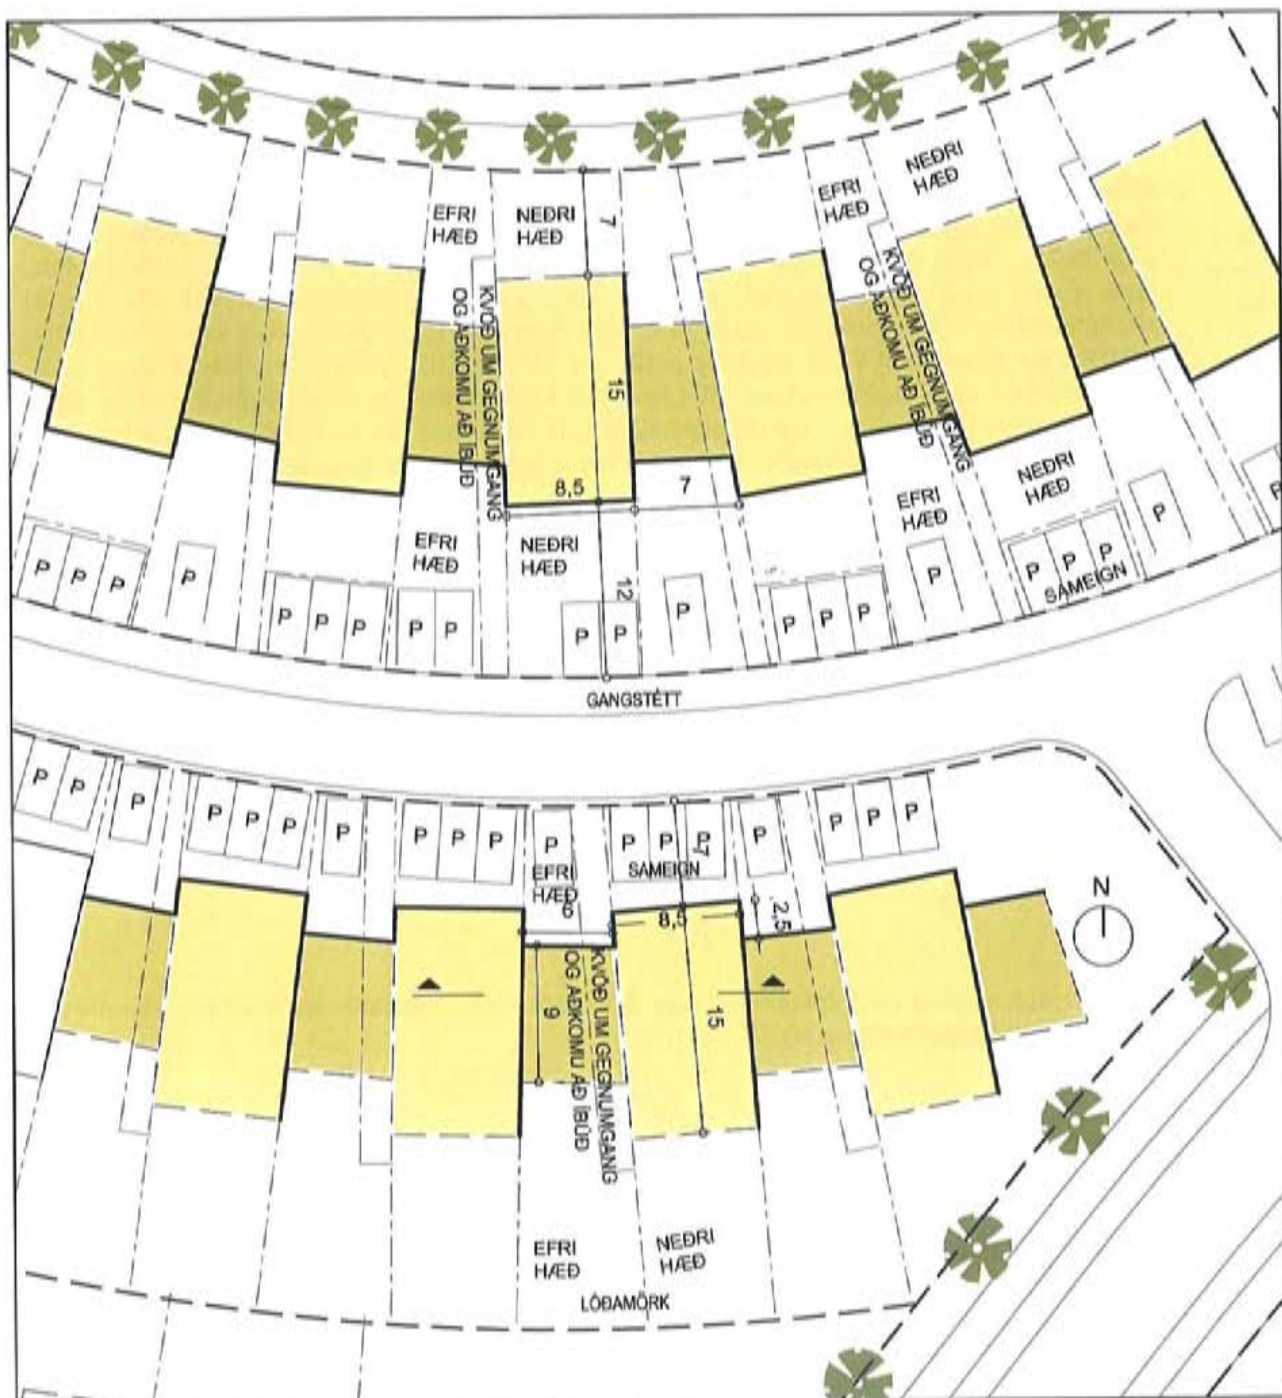 NEÐRI
HÆÐ
EFRI
HÆÐ
EFRI
HÆÐ
NEÐRI
HÆÐ
7
KVÖÐ UM GEGNUMGANG
OG AÐKOMU AÐ ÍBÚÐ
KVÖÐ UM GEGNUMGANG
OG AÐKOMU AÐ ÍBÚÐ
15
8,5
7
NEÐRI
HÆÐ
EFRI
HÆÐ
EFRI
HÆÐ
NEÐRI
HÆÐ
12
P P P P P P P P P P P P P P P P P P P P P
SAMEIGN
GANGSTÉTT
P P P P P P P P P P P P P P P P P P
7
EFRI
HÆÐ
SAMEIGN
N
8
8,5
2,5
KVÖÐ UM GEGNUMGANG
OG AÐKOMU AÐ ÍBÚÐ
9
15
EFRI
HÆÐ
NEÐRI
HÆÐ
LÓÐAMÖRK